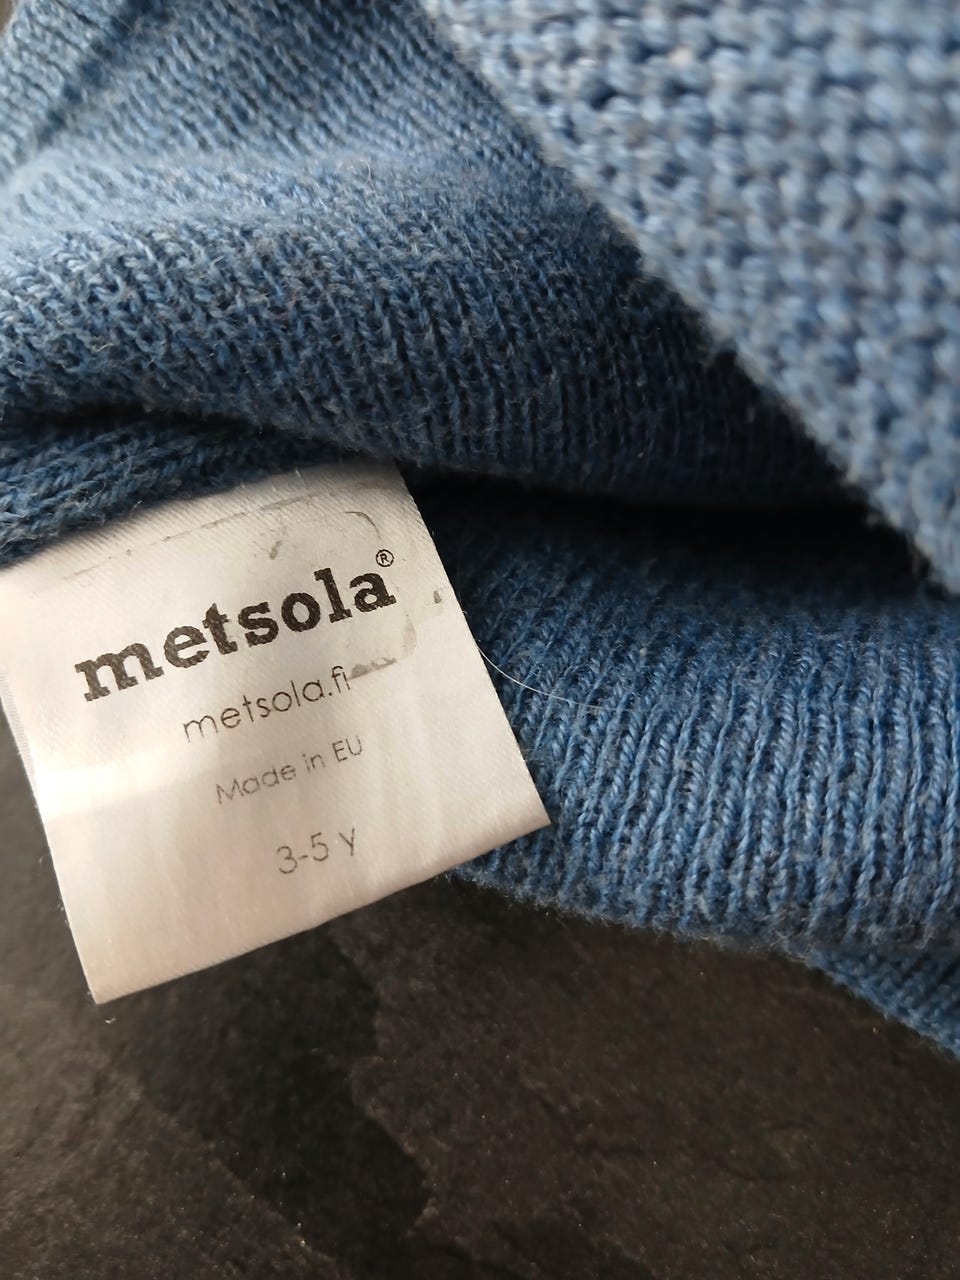 metsola®
metsola.fi
Made in EU
3-5 y